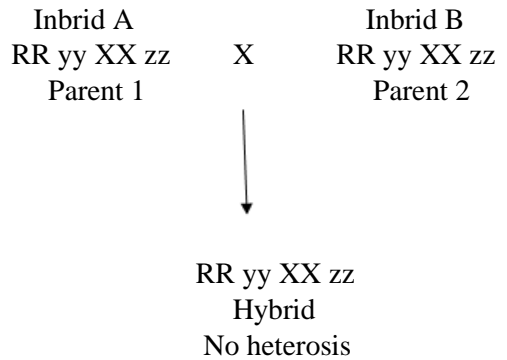 Inbrid A Inbrid B
RR yy XX zz X RR yy XX zz
Parent 1 Parent 2
RR yy XX zz
Hybrid
No heterosis